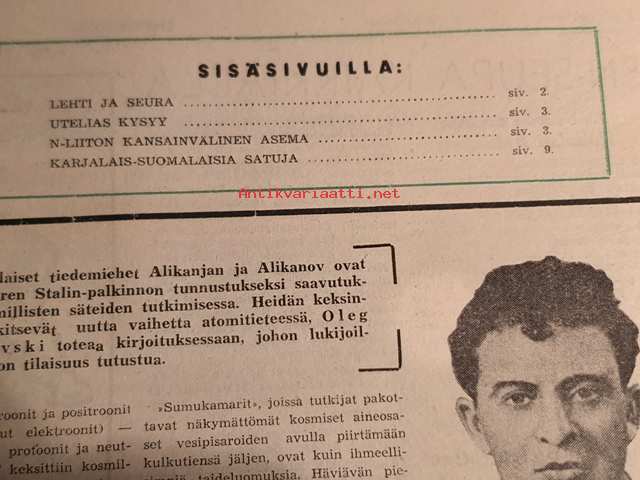 SISÄSIVUILLA:
LEHTI JA SEURA ........................................ siv. 2.
UTELIAS KYSYY ........................................ siv. 3.
N-LIITON KANSAINVÄLINEN ASEMA .................... siv. 3.
KARJALAIS-SUOMALAISIA SATUJA .................... siv. 9.
Antikvariaatti.net
laiset tiedemiehet Alikanjan ja Alikanov ovat
ren Stalin-palkinnon tunnustukseksi saavutuk-
millisten säteiden tutkimisessa. Heidän keksin-
kitsevät uutta vaihetta atomitieteessä, Oleg
vski toteaa kirjoituksessaan, johon lukijoil-
on tilaisuus tutustua.
roonit ja positroonit
ut elektroonit) —
protoonit ja neut-
keksittiin kosmil-
»Sumukamarit», joissa tutkijat pakot-
tavat näkymättömät kosmiset aineosa-
set vesipisaroiden avulla piirtämään
kulkutiensä jäljen, ovat kuin ihmeelli-
taideluomuksia. Häviävän pie-